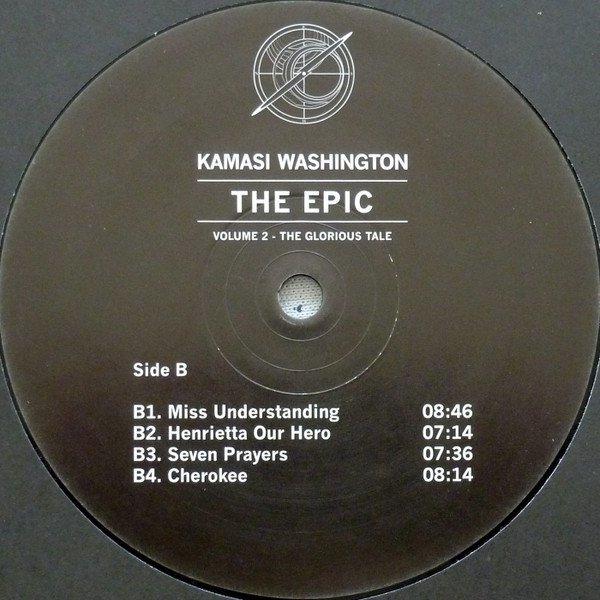 KAMASI WASHINGTON
THE EPIC
VOLUME 2 - THE GLORIOUS TALE
Side B
B1. Miss Understanding 08:46
B2. Henrietta Our Hero 07:14
B3. Seven Prayers 07:36
B4. Cherokee 08:14